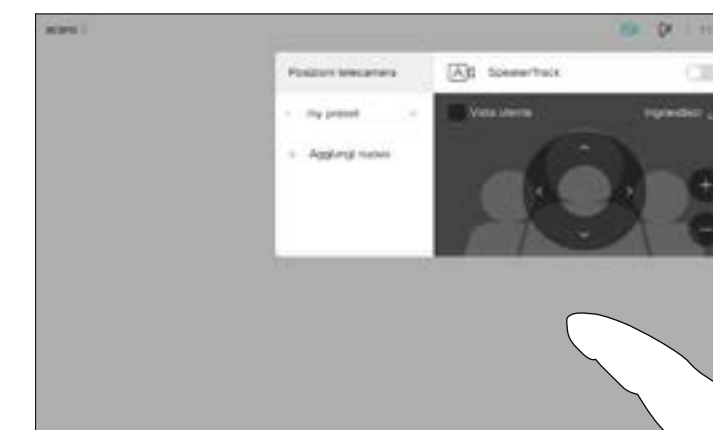 Posizioni telecamera
SpeakerTrack
my preset
Vista utente
Ingrandisci
Aggiungi nuovo